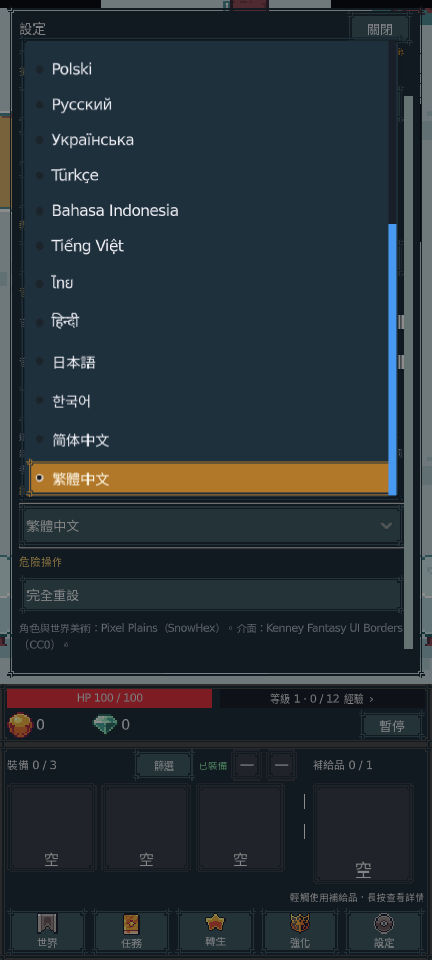 設定
關閉
Polski
Русский
Українська
Türkçe
Bahasa Indonesia
Tiếng Việt
ไทย
हिन्दी
日本語
한국어
简体中文
繁體中文
繁體中文
危險操作
完全重設
角色與世界美術：Pixel Plains（SnowHex）。介面：Kenney Fantasy UI Borders
（CC0）。
HP 100 / 100
等級 1 · 0 / 12 經驗 ›
0
0
暫停
裝備 0 / 3
篩選
已裝備
—
—
補給品 0 / 1
空
空
空
空
輕觸使用補給品，長按查看詳情
世界
任務
轉生
強化
設定